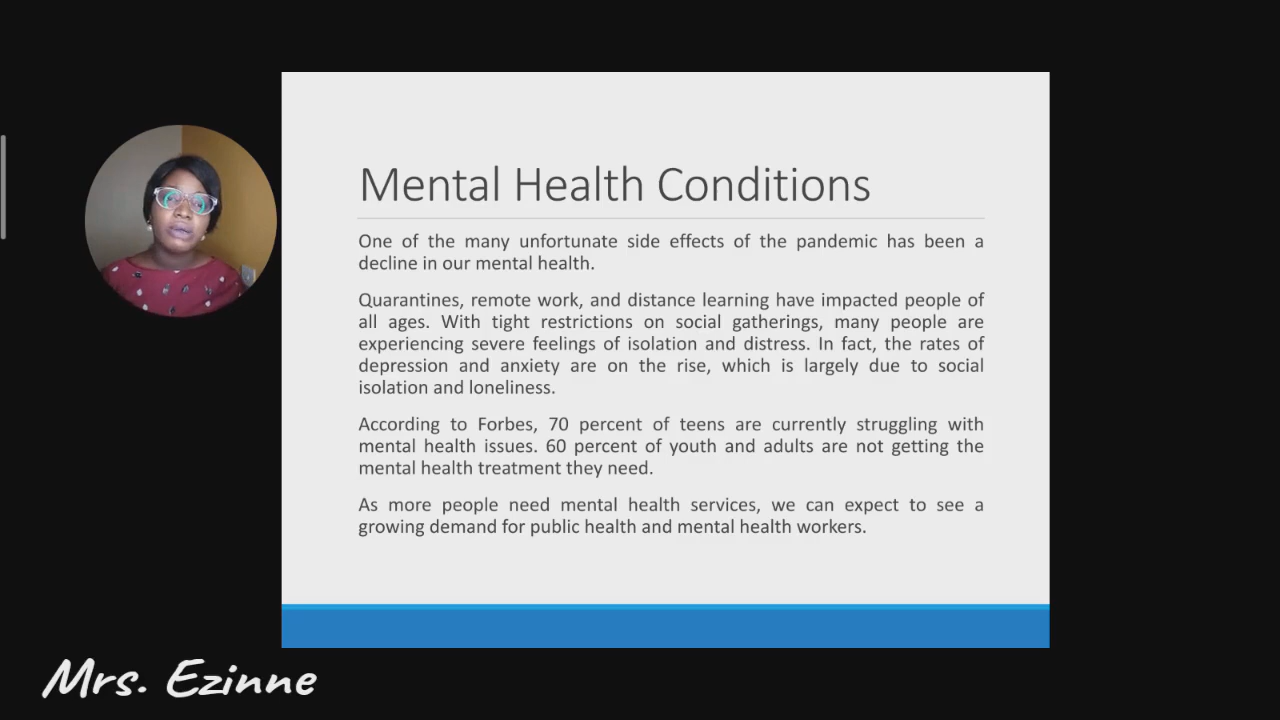 Mental Health Conditions
One of the many unfortunate side effects of the pandemic has been a
decline in our mental health.
Quarantines, remote work, and distance learning have impacted people of
all ages. With tight restrictions on social gatherings, many people are
experiencing severe feelings of isolation and distress. In fact, the rates of
depression and anxiety are on the rise, which is largely due to social
isolation and loneliness.
According to Forbes, 70 percent of teens are currently struggling with
mental health issues. 60 percent of youth and adults are not getting the
mental health treatment they need.
As more people need mental health services, we can expect to see a
growing demand for public health and mental health workers.
Mrs. Ezinne